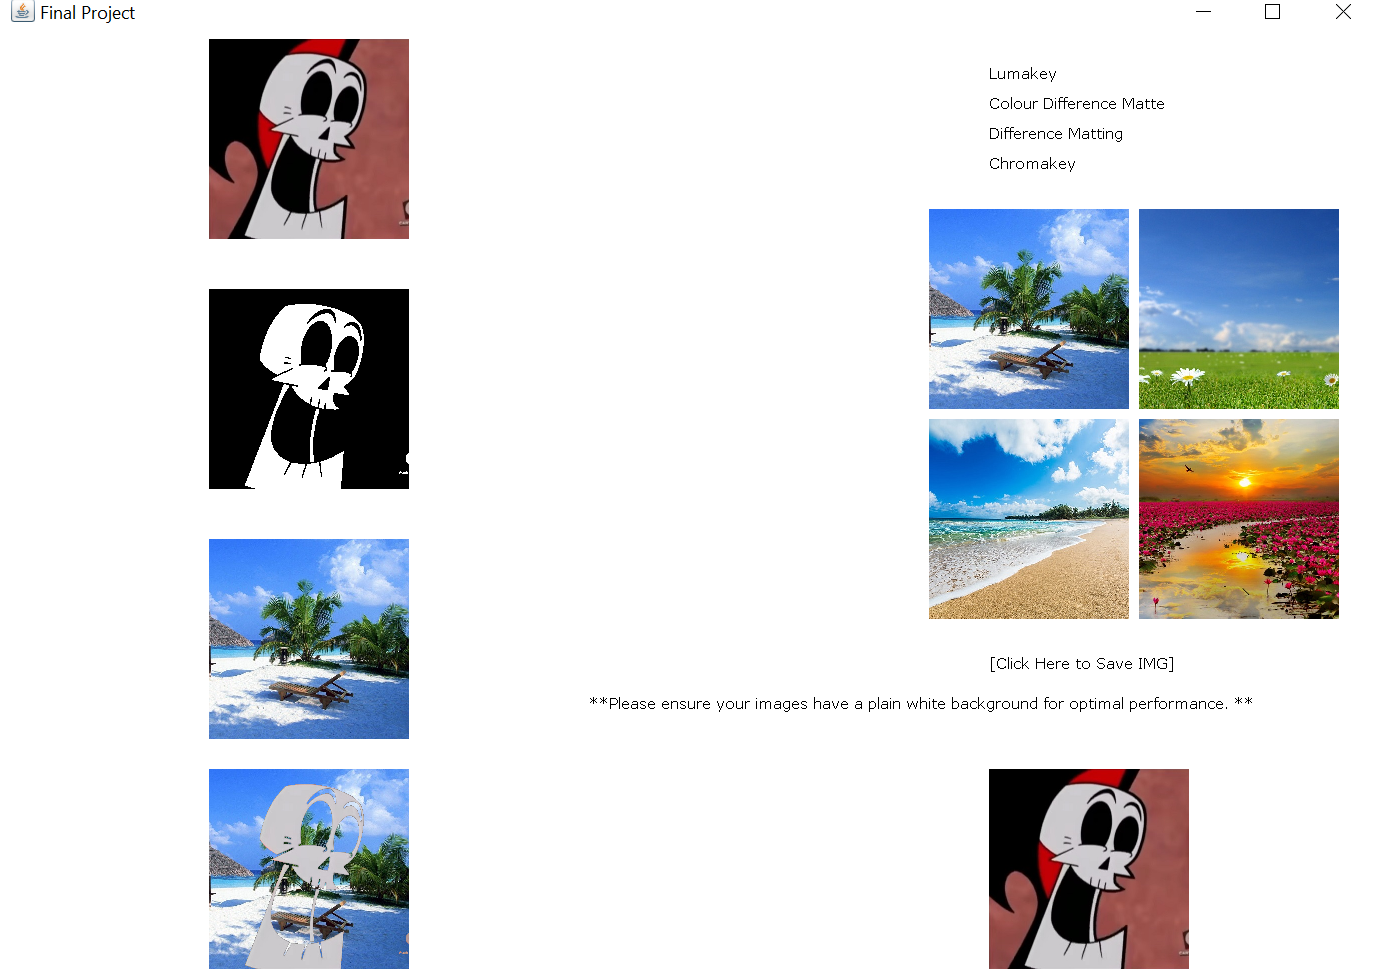 Final Project
Lumakey
Colour Difference Matte
Difference Matting
Chromakey
[Click Here to Save IMG]
**Please ensure your images have a plain white background for optimal performance. **